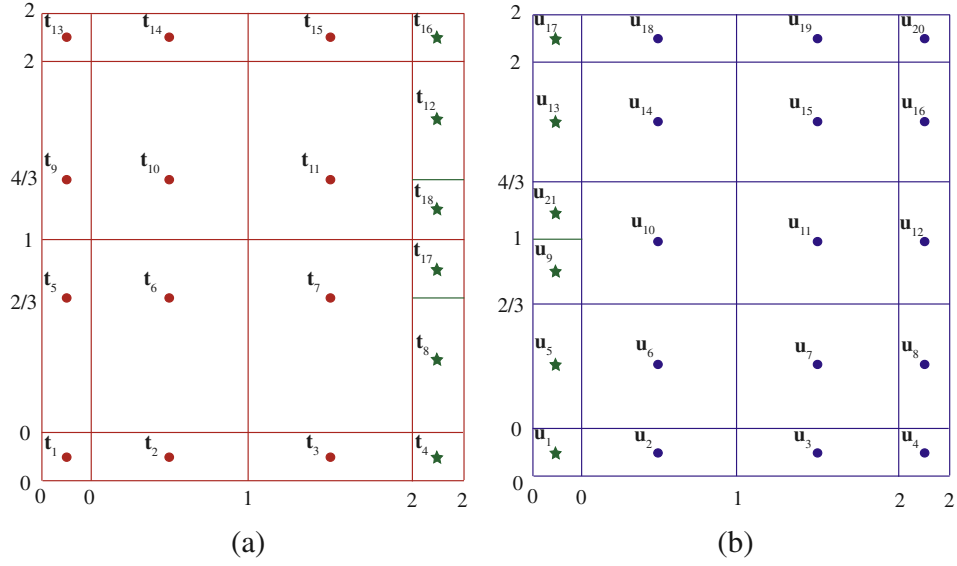 2
t13 t14 t15 t16
2
t12
t9 t10 t11
4/3
t18
1
t17
t5 t6 t7
2/3
t8
0
t1 t2 t3 t4
0
0 0 1 2 2
(a)
2
u17 u18 u19 u20
2
u13 u14 u15 u16
4/3
u21
u10 u11 u12
1
u9
2/3
u5 u6 u7 u8
0
u1 u2 u3 u4
0
0 0 1 2 2
(b)